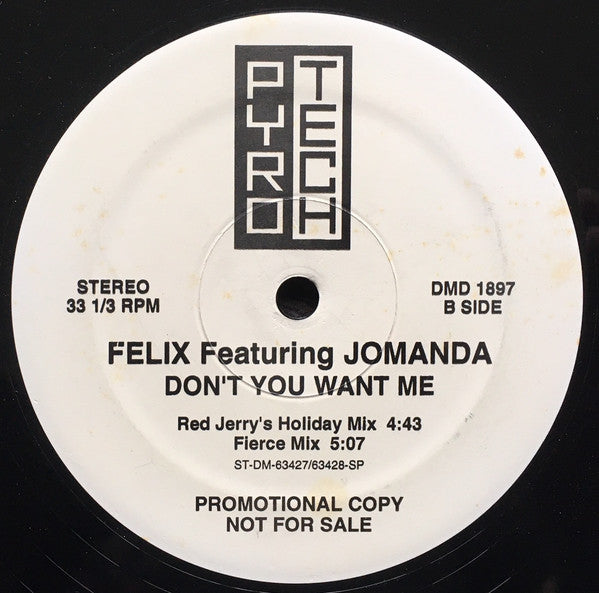 PYRO
TECH
STEREO
33 1/3 RPM
DMD 1897
B SIDE
FELIX Featuring JOMANDA
DON'T YOU WANT ME
Red Jerry's Holiday Mix 4:43
Fierce Mix 5:07
ST-DM-63427/63428-SP
PROMOTIONAL COPY
NOT FOR SALE